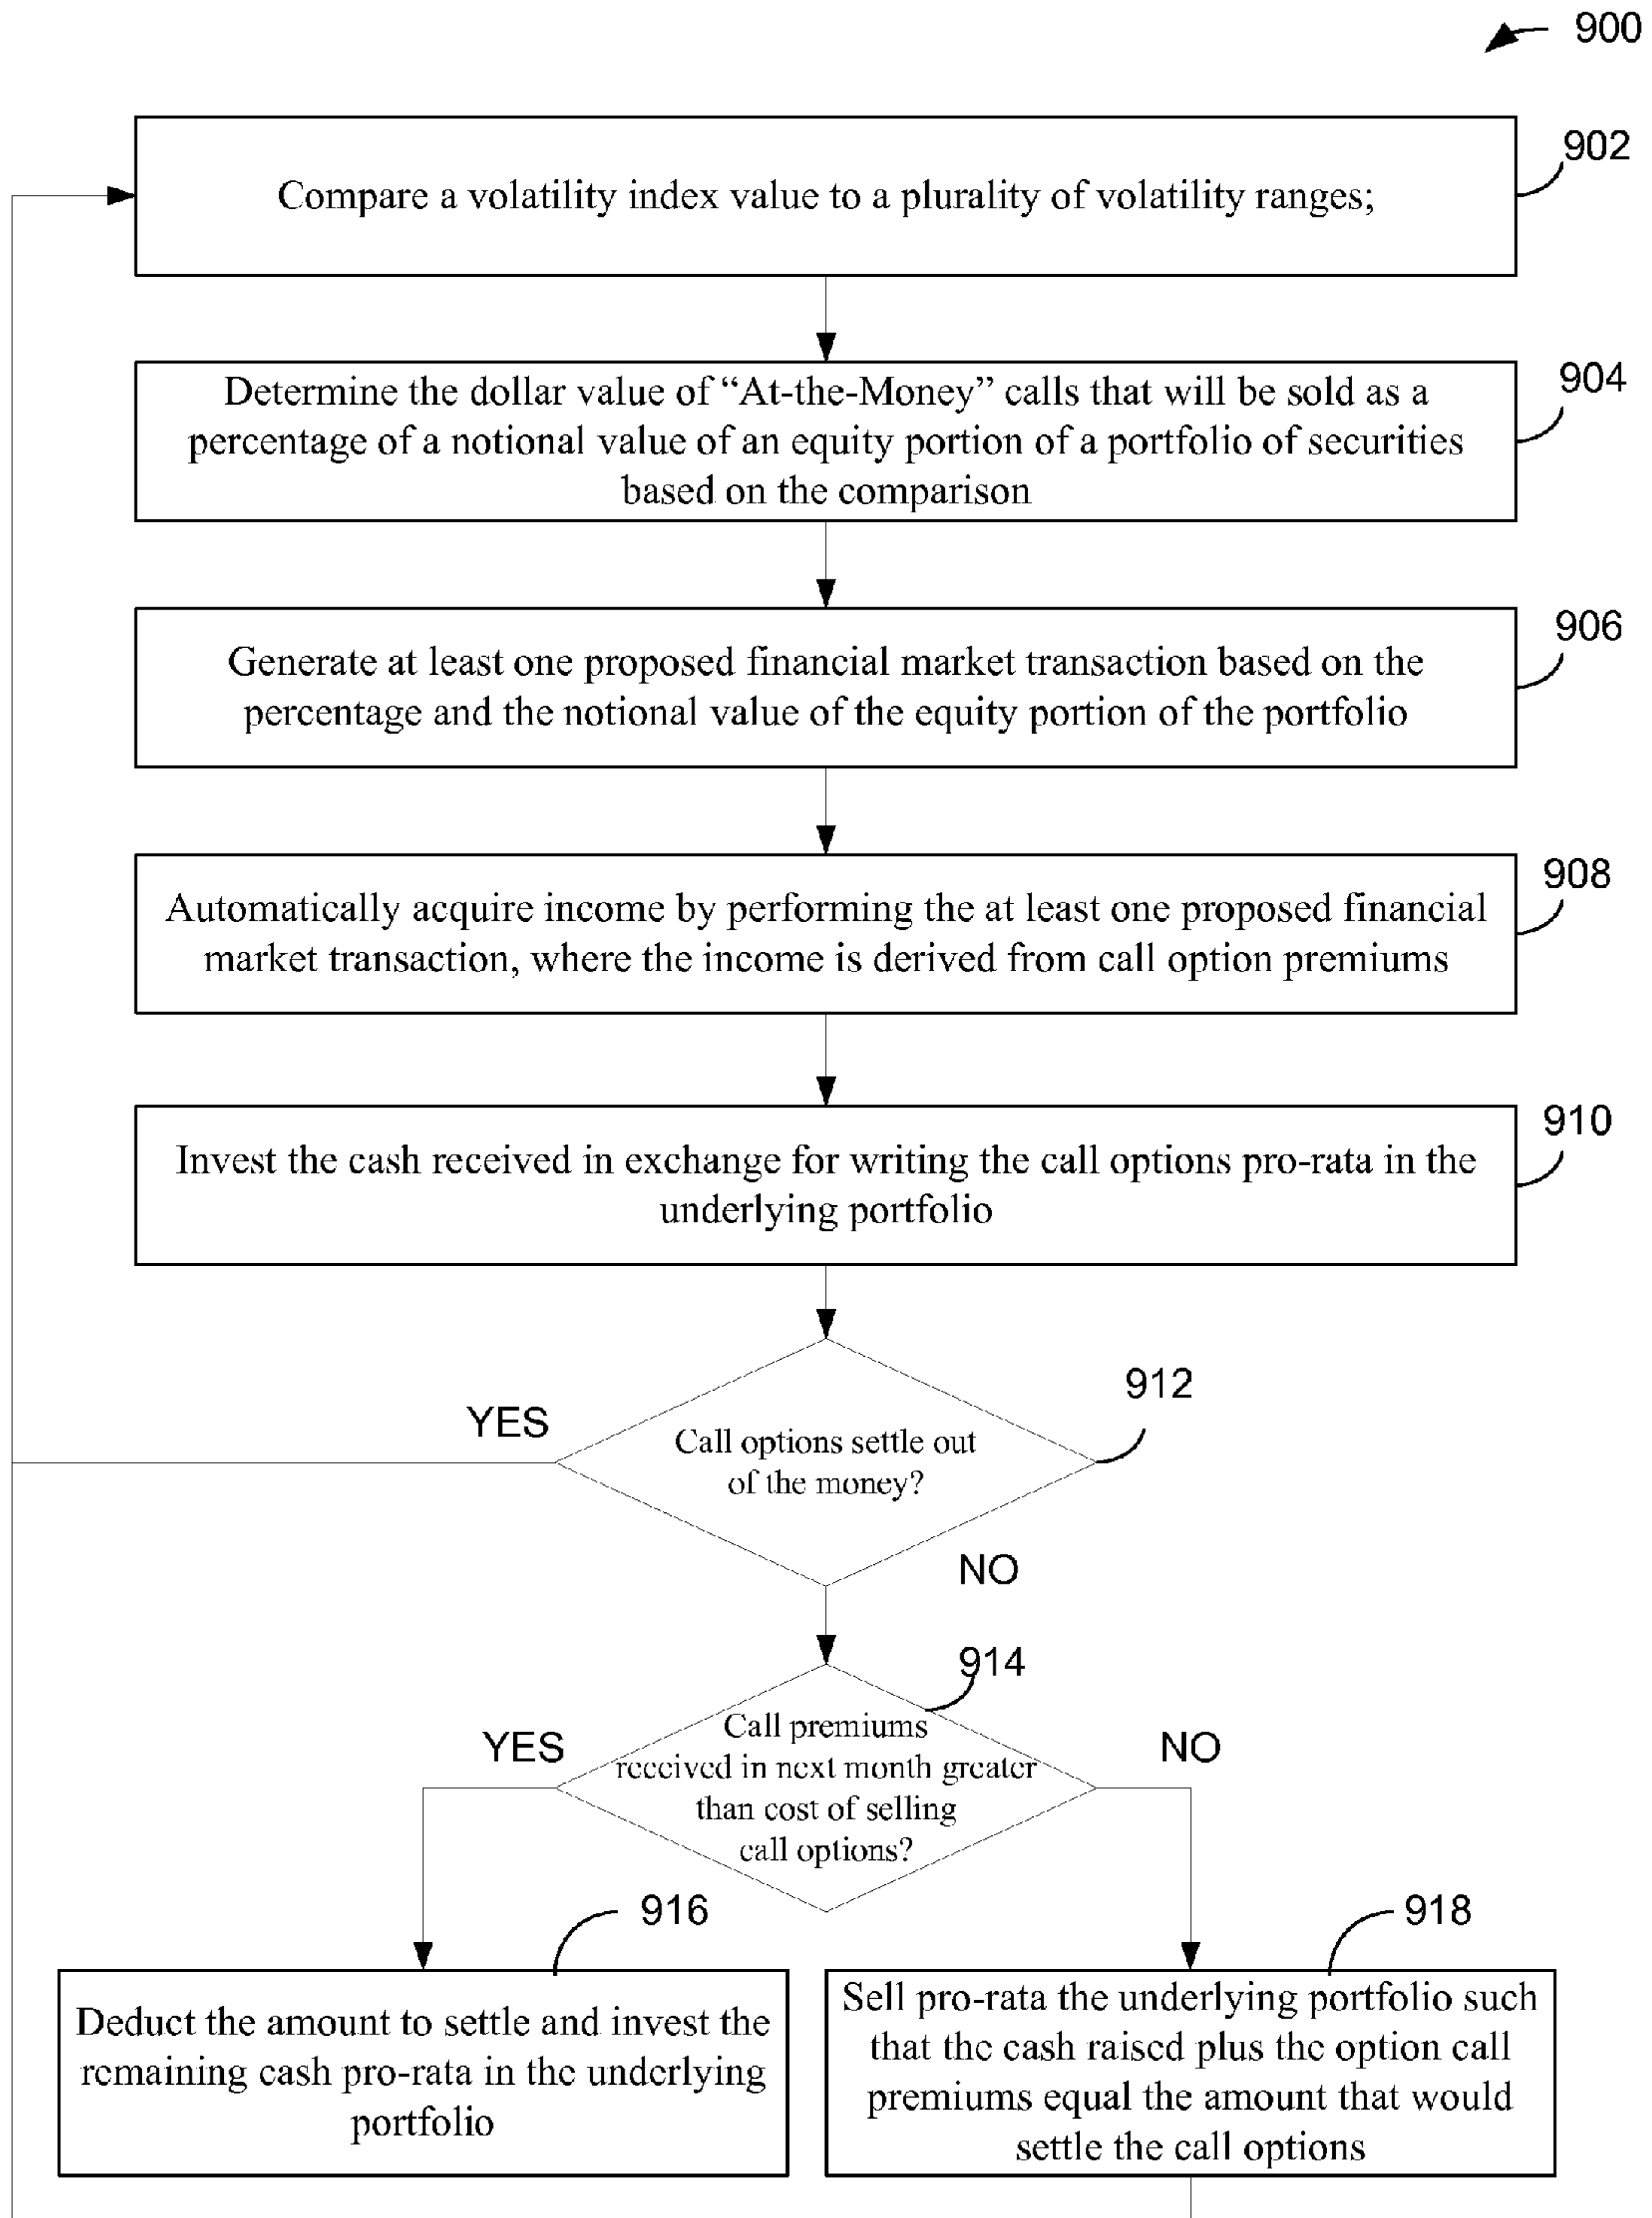 900
902
Compare a volatility index value to a plurality of volatility ranges;
904
Determine the dollar value of “At-the-Money” calls that will be sold as a
percentage of a notional value of an equity portion of a portfolio of securities
based on the comparison
906
Generate at least one proposed financial market transaction based on the
percentage and the notional value of the equity portion of the portfolio
908
Automatically acquire income by performing the at least one proposed financial
market transaction, where the income is derived from call option premiums
910
Invest the cash received in exchange for writing the call options pro-rata in the
underlying portfolio
912
YES
Call options settle out
of the money?
NO
914
YES
Call premiums
received in next month greater
than cost of selling
call options?
NO
916
918
Deduct the amount to settle and invest the
remaining cash pro-rata in the underlying
portfolio
Sell pro-rata the underlying portfolio such
that the cash raised plus the option call
premiums equal the amount that would
settle the call options